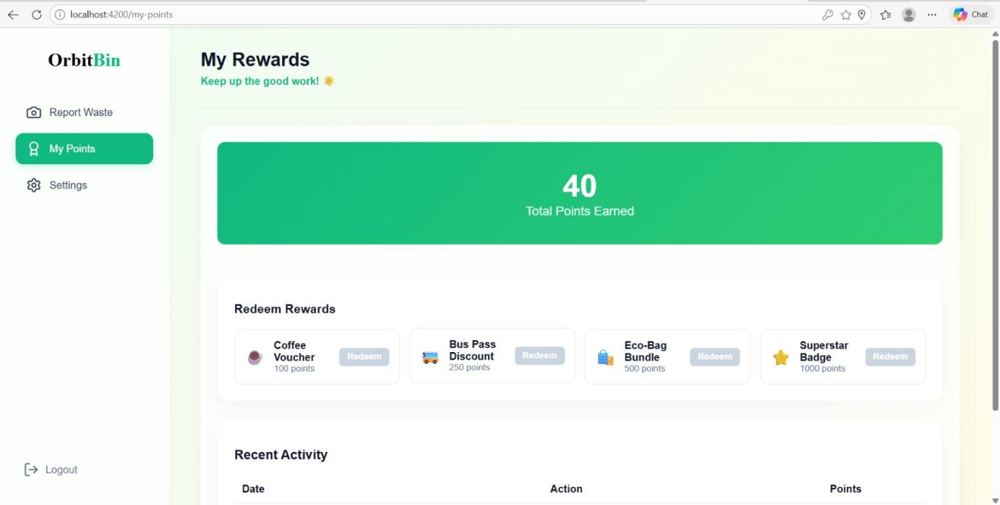 localhost:4200/my-points
Chat
OrbitBin
Report Waste
My Points
Settings
Logout
My Rewards
Keep up the good work!
40
Total Points Earned
Redeem Rewards
Coffee
Voucher
100 points
Redeem
Bus Pass
Discount
250 points
Redeem
Eco-Bag
Bundle
500 points
Redeem
Superstar
Badge
1000 points
Redeem
Recent Activity
Date Action Points